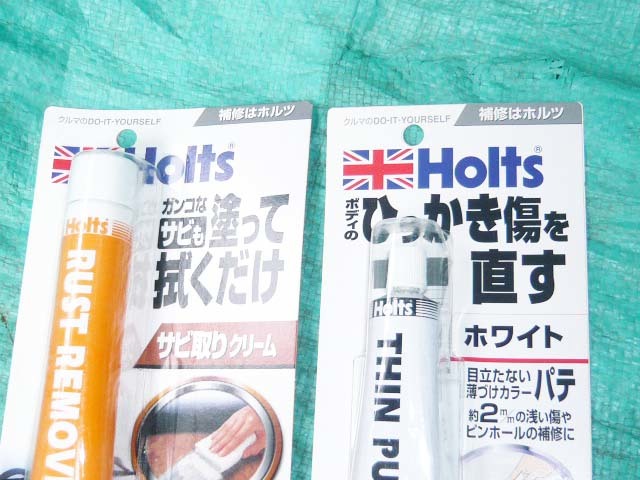 クルマのDO-IT-YOURSELF
補修はホルツ
Holts®
ガンコな
サビも
塗って
拭くだけ
サビ取りクリーム
Holts
RUST-REMOV
クルマのDO-IT-YOURSELF
補修はホルツ
Holts®
ボディの
ひっかき傷を
直す
ホワイト
目立たない
薄づけカラーパテ
約2mmの浅い傷や
ピンホールの補修に
Holts
THIN PU